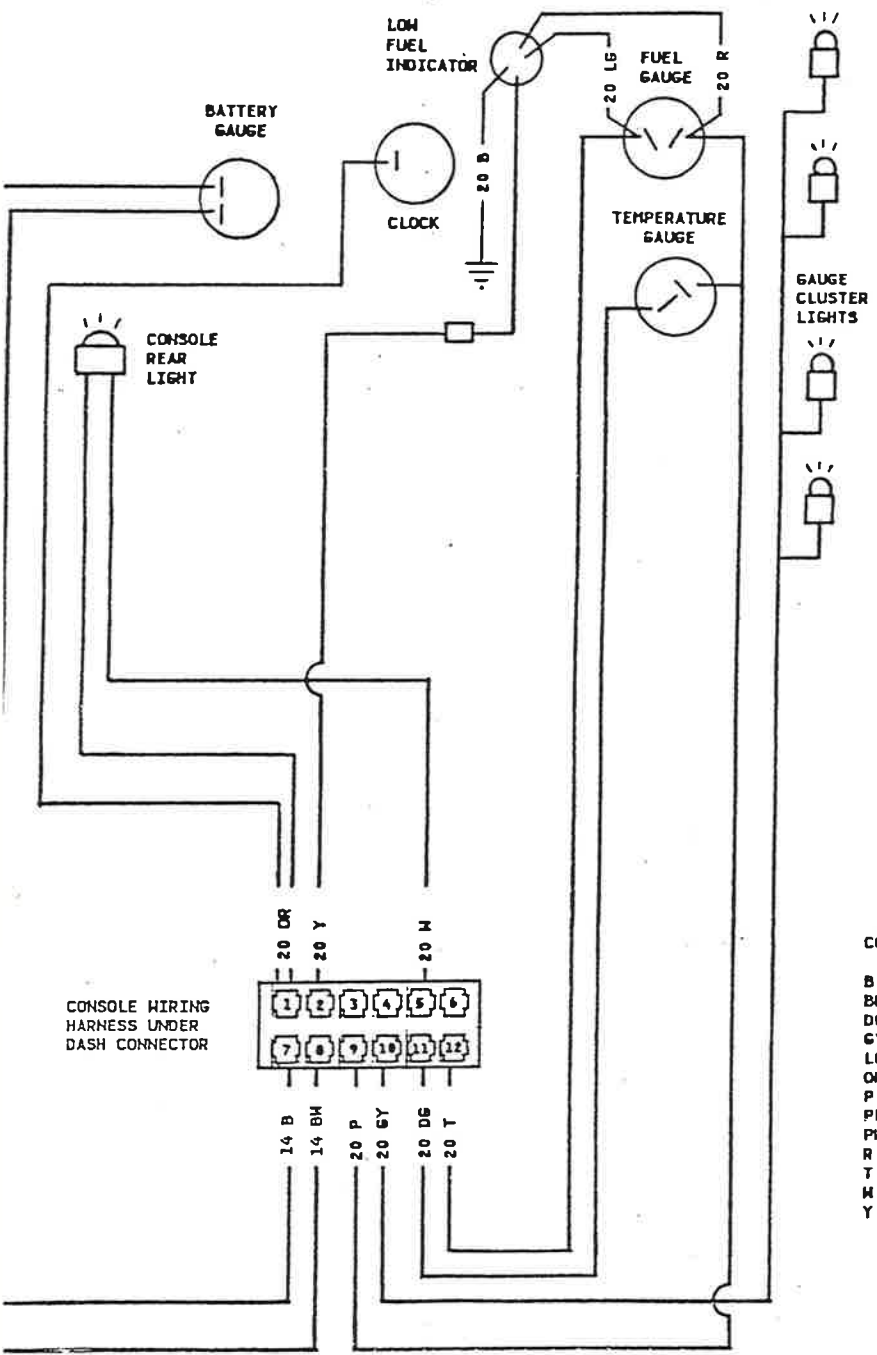 LOW
FUEL
INDICATOR
FUEL
GAUGE
20 LG
20 R
BATTERY
GAUGE
20 B
CLOCK
TEMPERATURE
GAUGE
GAUGE
CLUSTER
LIGHTS
CONSOLE
REAR
LIGHT
20 OR
20 Y
20 W
CONSOLE WIRING
HARNESS UNDER
DASH CONNECTOR
1 2 3 4 5 6
7 8 9 10 11 12
14 B
14 BW
20 P
20 GY
20 DG
20 T
B
P
R
T
W
Y